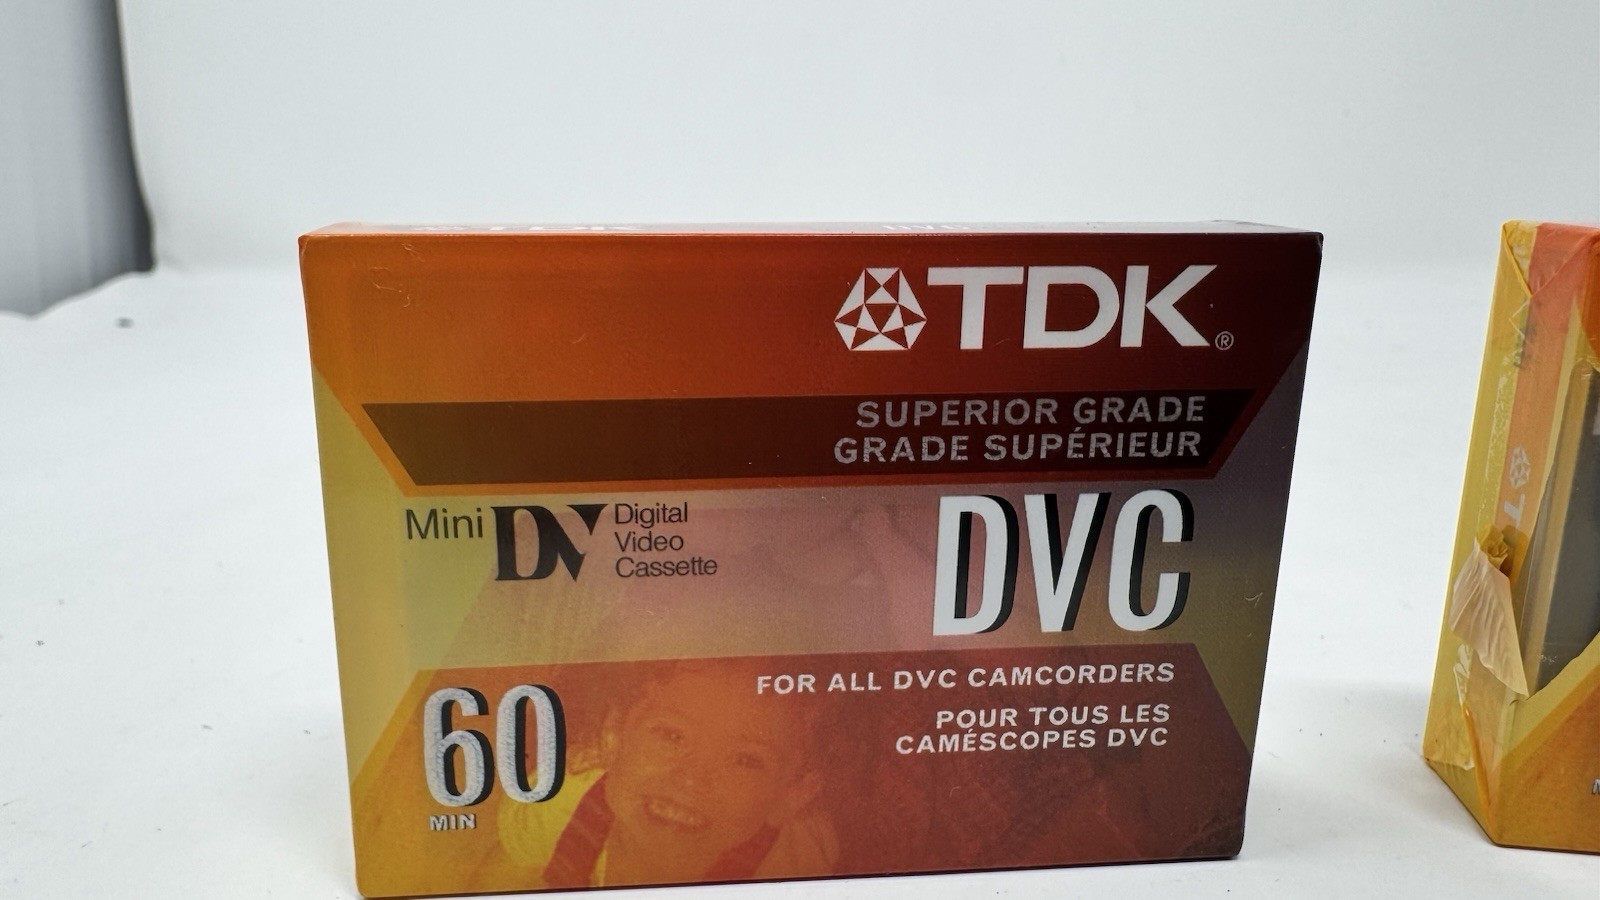 TDK®
SUPERIOR GRADE
GRADE SUPÉRIEUR
Mini DV Digital
Video
Cassette
DVC
FOR ALL DVC CAMCORDERS
POUR TOUS LES
CAMÉSCOPES DVC
60
MIN